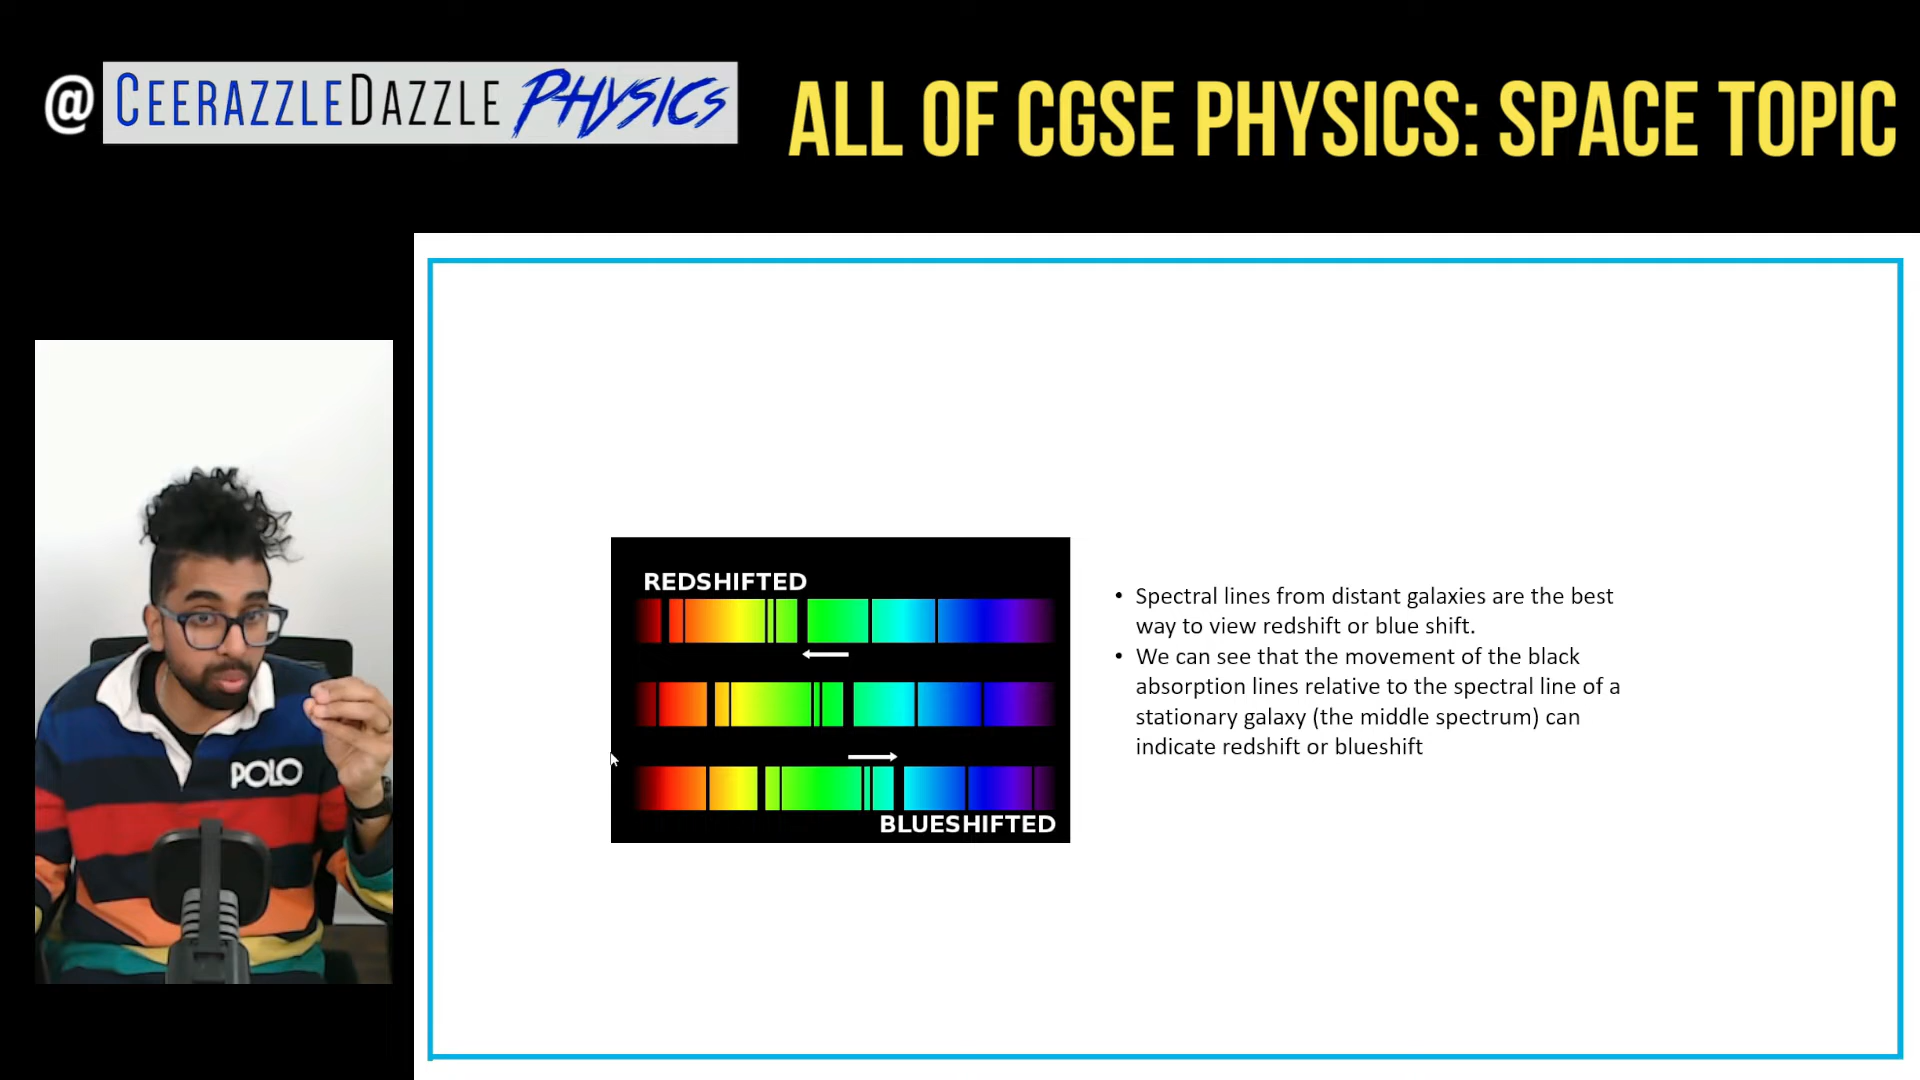 @ CEERAZZLEDAZZLE PHYSICS
ALL OF CGSE PHYSICS: SPACE TOPIC
POLO
REDSHIFTED
BLUESHIFTED
• Spectral lines from distant galaxies are the best
way to view redshift or blue shift.
• We can see that the movement of the black
absorption lines relative to the spectral line of a
stationary galaxy (the middle spectrum) can
indicate redshift or blueshift